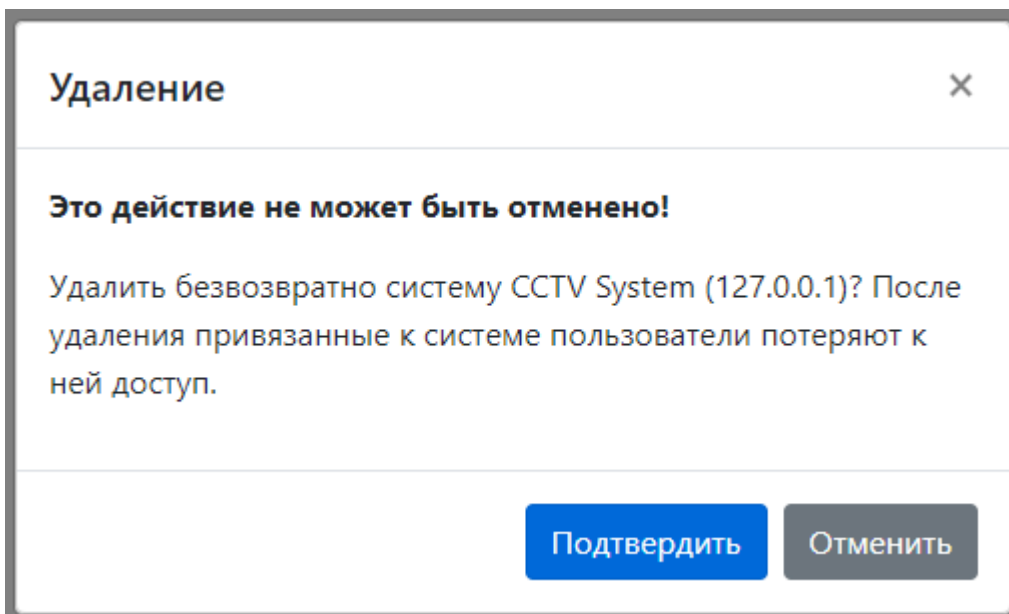 Удаление
×
Это действие не может быть отменено!
Удалить безвозвратно систему CCTV System (127.0.0.1)? После
удаления привязанные к системе пользователи потеряют к
ней доступ.
Подтвердить Отменить